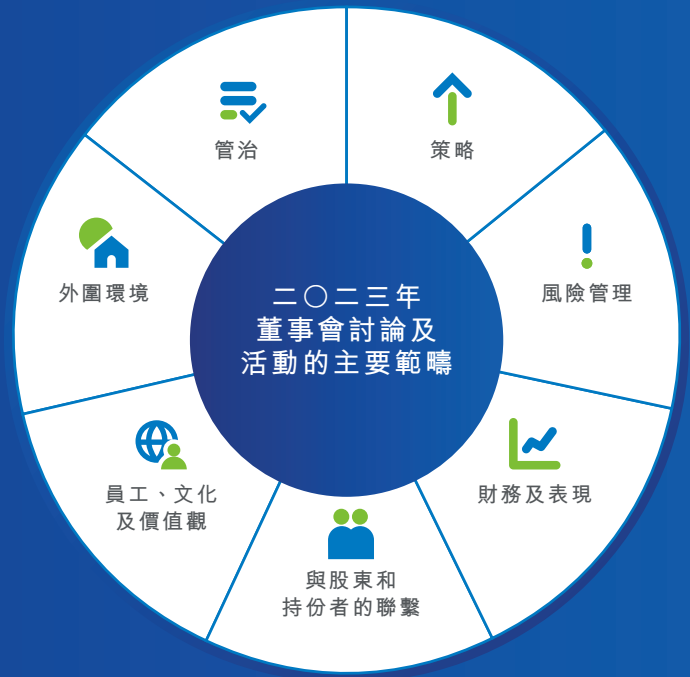 二〇二三年
董事會討論及
活動的主要範疇
策略
風險管理
財務及表現
與股東和
持份者的聯繫
員工、文化
及價值觀
外圍環境
管治